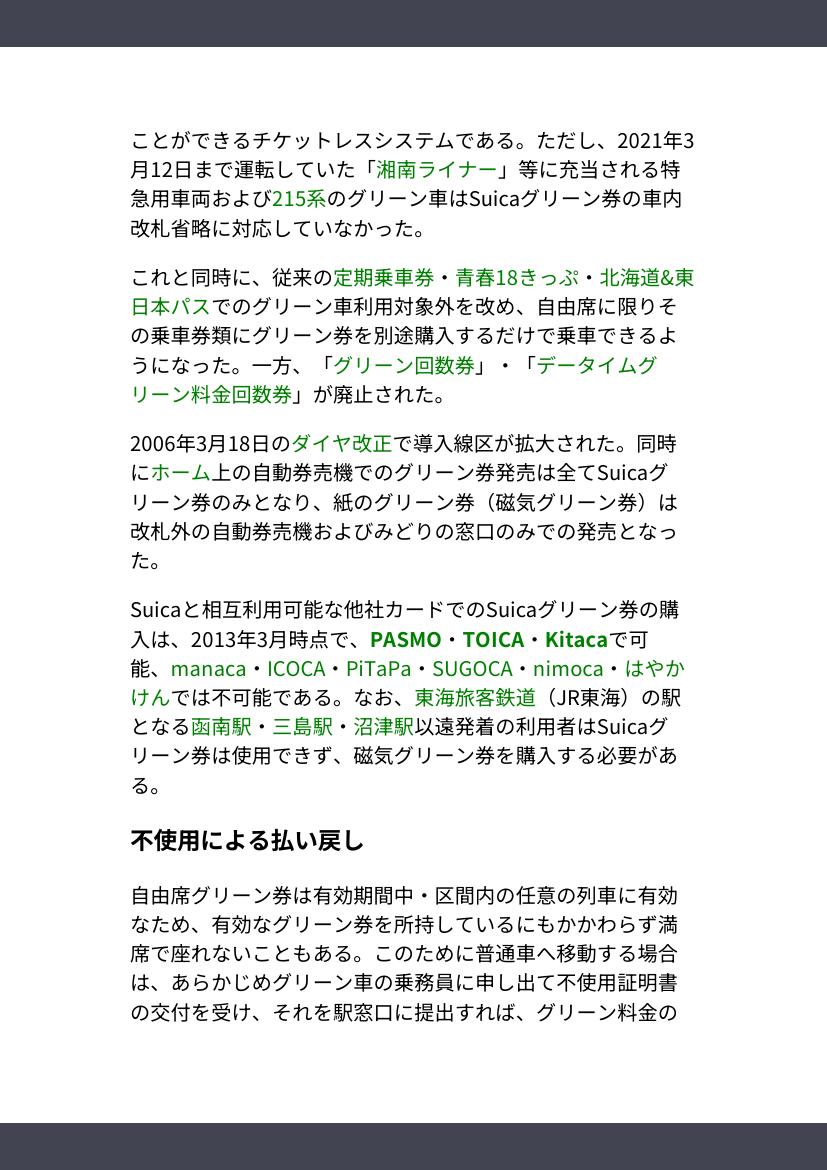 ことができるチケットレスシステムである。ただし、2021年3
月12日まで運転していた「湘南ライナー」等に充当される特
急用車両および215系のグリーン車はSuicaグリーン券の車内
改札省略に対応していなかった。
これと同時に、従来の定期乗車券・青春18きっぷ・北海道&東
日本パスでのグリーン車利用対象外を改め、自由席に限りそ
の乗車券類にグリーン券を別途購入するだけで乗車できるよ
うになった。一方、「グリーン回数券」・「データイムグ
リーン料金回数券」が廃止された。
2006年3月18日のダイヤ改正で導入線区が拡大された。同時
にホーム上の自動券売機でのグリーン券発売は全てSuicaグ
リーン券のみとなり、紙のグリーン券（磁気グリーン券）は
改札外の自動券売機およびみどりの窓口のみでの発売となっ
た。
Suicaと相互利用可能な他社カードでのSuicaグリーン券の購
入は、2013年3月時点で、PASMO・TOICA・Kitacaで可
能、manaca・ICOCA・PiTaPa・SUGOCA・nimoca・はやか
けんでは不可能である。なお、東海旅客鉄道（JR東海）の駅
となる函南駅・三島駅・沼津駅以遠発着の利用者はSuicaグ
リーン券は使用できず、磁気グリーン券を購入する必要があ
る。
不使用による払い戻し
自由席グリーン券は有効期間中・区間内の任意の列車に有効
なため、有効なグリーン券を所持しているにもかかわらず満
席で座れないこともある。このために普通車へ移動する場合
は、あらかじめグリーン車の乗務員に申し出て不使用証明書
の交付を受け、それを駅窓口に提出すれば、グリーン料金の